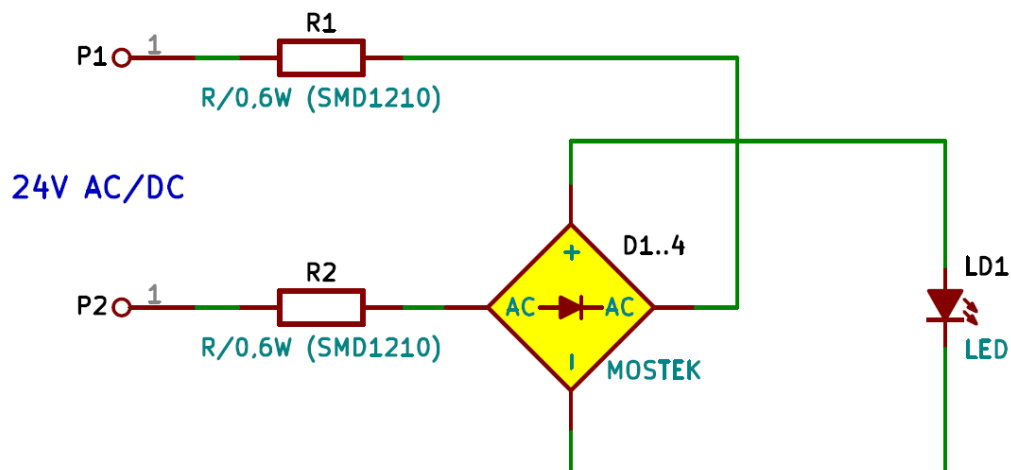 R1
P1 1
R/0,6W (SMD1210)
24V AC/DC
D1..4
+
R2
LD1
P2 1
AC AC
R/0,6W (SMD1210)
LED
–
MOSTEK